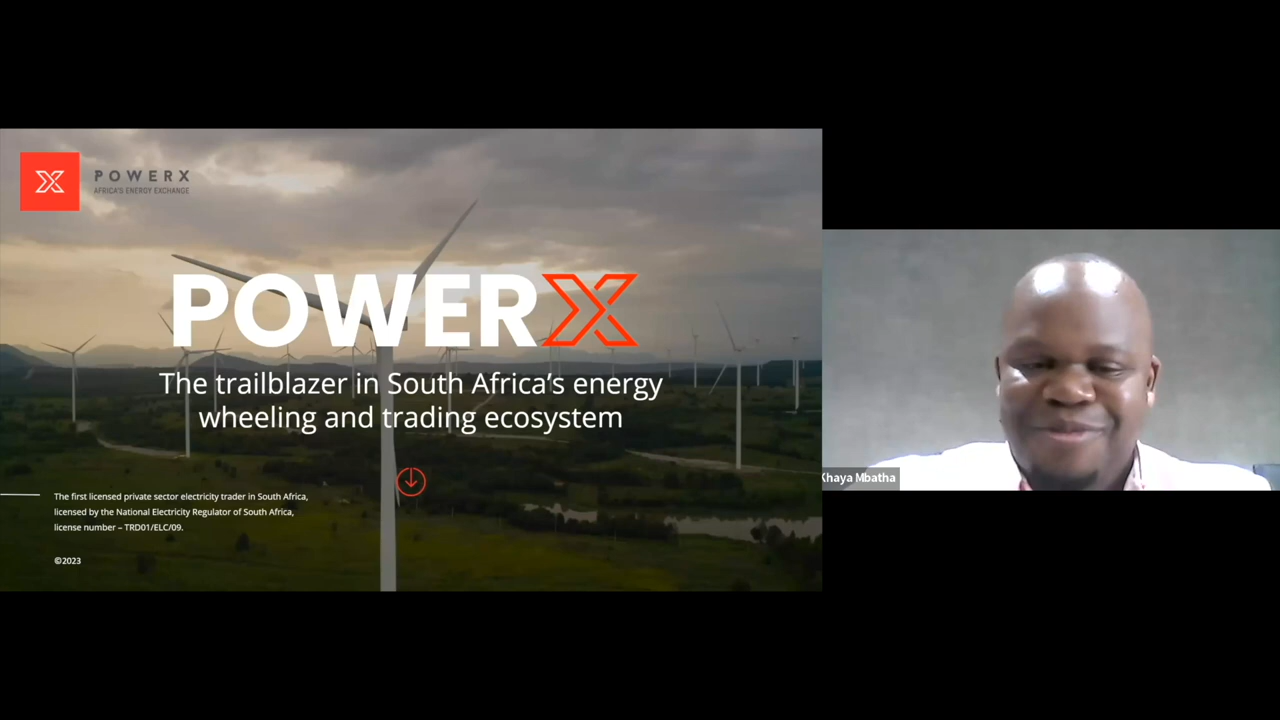 POWERX
AFRICA'S ENERGY EXCHANGE
POWERX
The trailblazer in South Africa's energy
wheeling and trading ecosystem
The first licensed private sector electricity trader in South Africa,
licensed by the National Electricity Regulator of South Africa,
license number – TRD01/ELC/09.
©2023
Khaya Mbatha